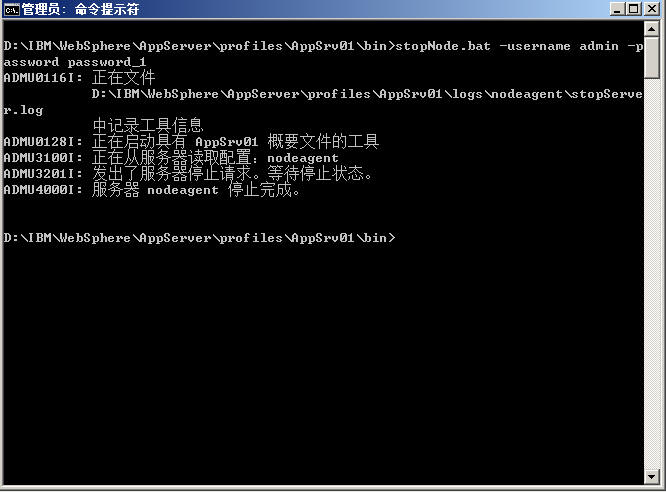 管理员: 命令提示符
D:\IBM\WebSphere\AppServer\profiles\AppSrv01\bin>stopNode.bat -username admin -p
assword password_1
ADMU0116I: 正在文件
D:\IBM\WebSphere\AppServer\profiles\AppSrv01\logs\nodeagent\stopServe
r.log
中记录工具信息
ADMU0128I: 正在启动具有 AppSrv01 概要文件的工具
ADMU3100I: 正在从服务器读取配置: nodeagent
ADMU3201I: 发出了服务器停止请求。等待停止状态。
ADMU4000I: 服务器 nodeagent 停止完成。
D:\IBM\WebSphere\AppServer\profiles\AppSrv01\bin>